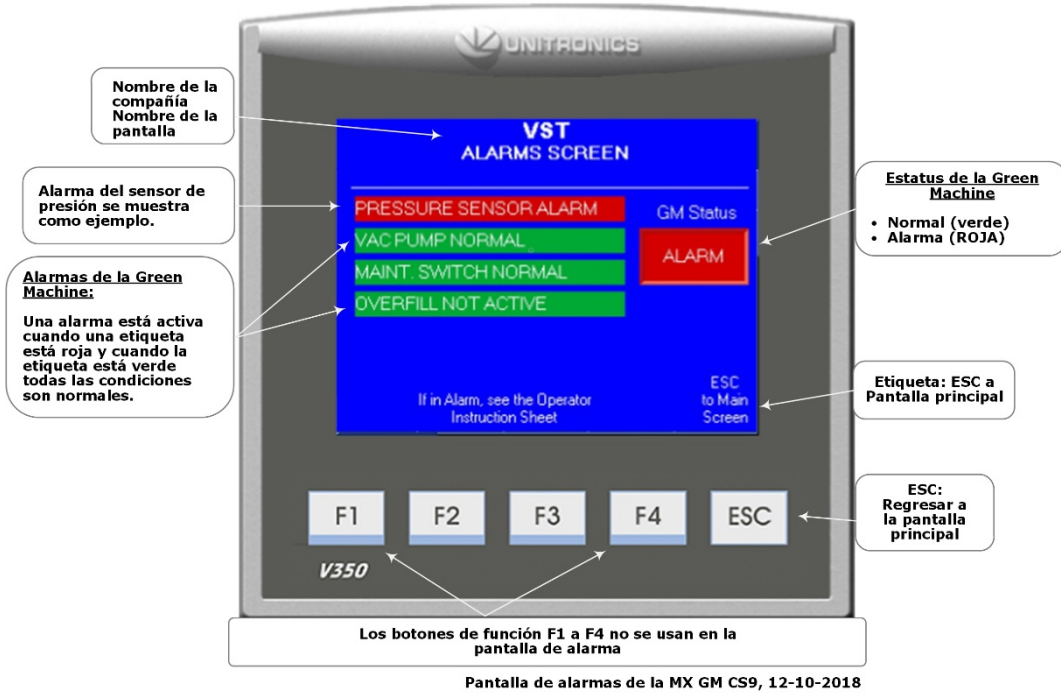 UNITRONICS
Nombre de la
compañía
Nombre de la
pantalla
VST
ALARMS SCREEN
Alarma del sensor de
presión se muestra
como ejemplo.
PRESSURE SENSOR ALARM
VAC PUMP NORMAL
MAINT. SWITCH NORMAL
OVERFILL NOT ACTIVE
GM Status
ALARM
Estatus de la Green
Machine
• Normal (verde)
• Alarma (ROJA)
Alarmas de la Green
Machine:
Una alarma está activa
cuando una etiqueta
está roja y cuando la
etiqueta está verde
todas las condiciones
son normales.
If in Alarm, see the Operator
Instruction Sheet
ESC
to Main
Screen
Etiqueta: ESC a
Pantalla principal
F1 F2 F3 F4 ESC
ESC:
Regresar a
la pantalla
principal
V350
Los botones de función F1 a F4 no se usan en la
pantalla de alarma
Pantalla de alarmas de la MX GM CS9, 12-10-2018